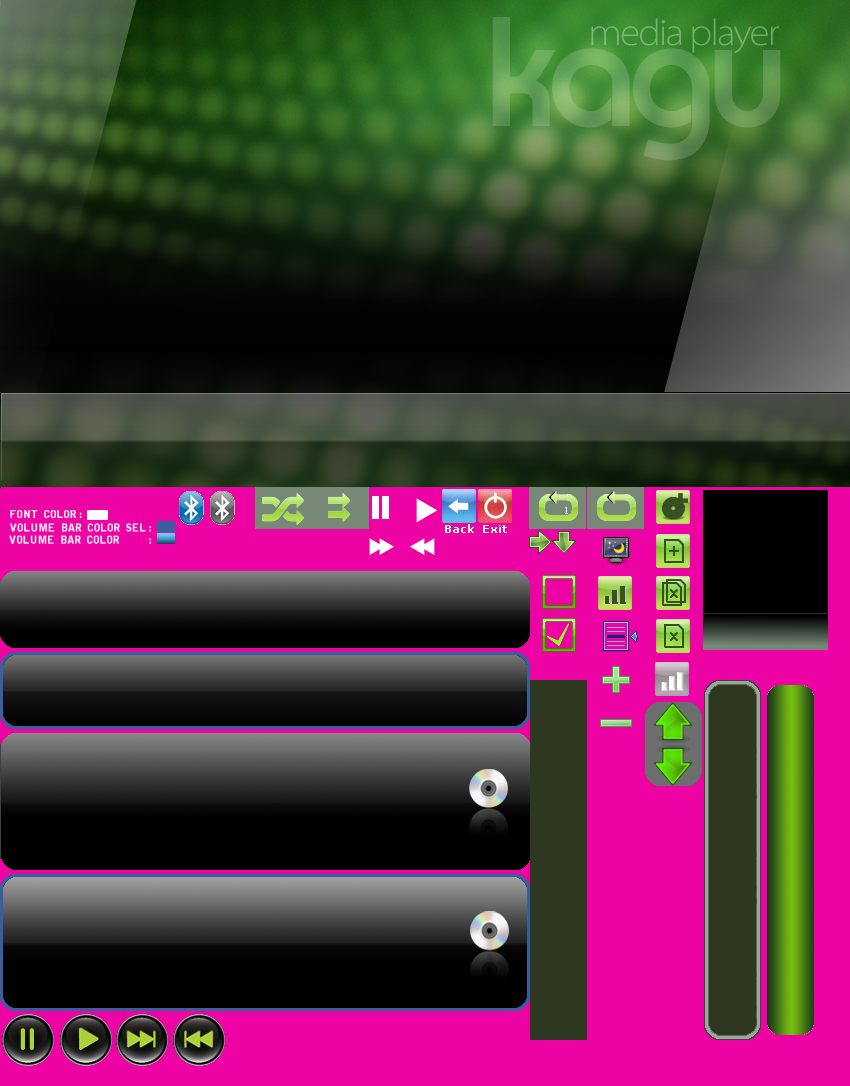 media player
kagu
FONT COLOR:
VOLUME BAR COLOR SEL:
VOLUME BAR COLOR :
Back Exit
1